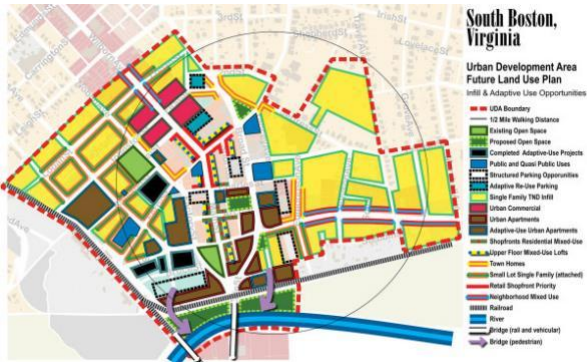 South Boston,
Virginia
Urban Development Area
Future Land Use Plan
Infill & Adaptive Use Opportunities
UDA Boundary
1/2 Mile Walking Distance
Existing Open Space
Proposed Open Space
Completed Adaptive-Use Projects
Public and Quasi Public Uses
Structured Parking Opporunities
Adaptive Re-Use Parking
Single Family TND Infill
Urban Commercial
Urban Apartments
Adaptive-Use Urban Apartments
Shopfronts Residential Mixed-Use
Upper Floor Mixed-Use Lofts
Town Homes
Small Lot Single Family (attached)
Retail Shopfront Priority
Neighborhood Mixed Use
Railroad
River
Bridge (rail and vehicular)
Bridge (pedestrian)